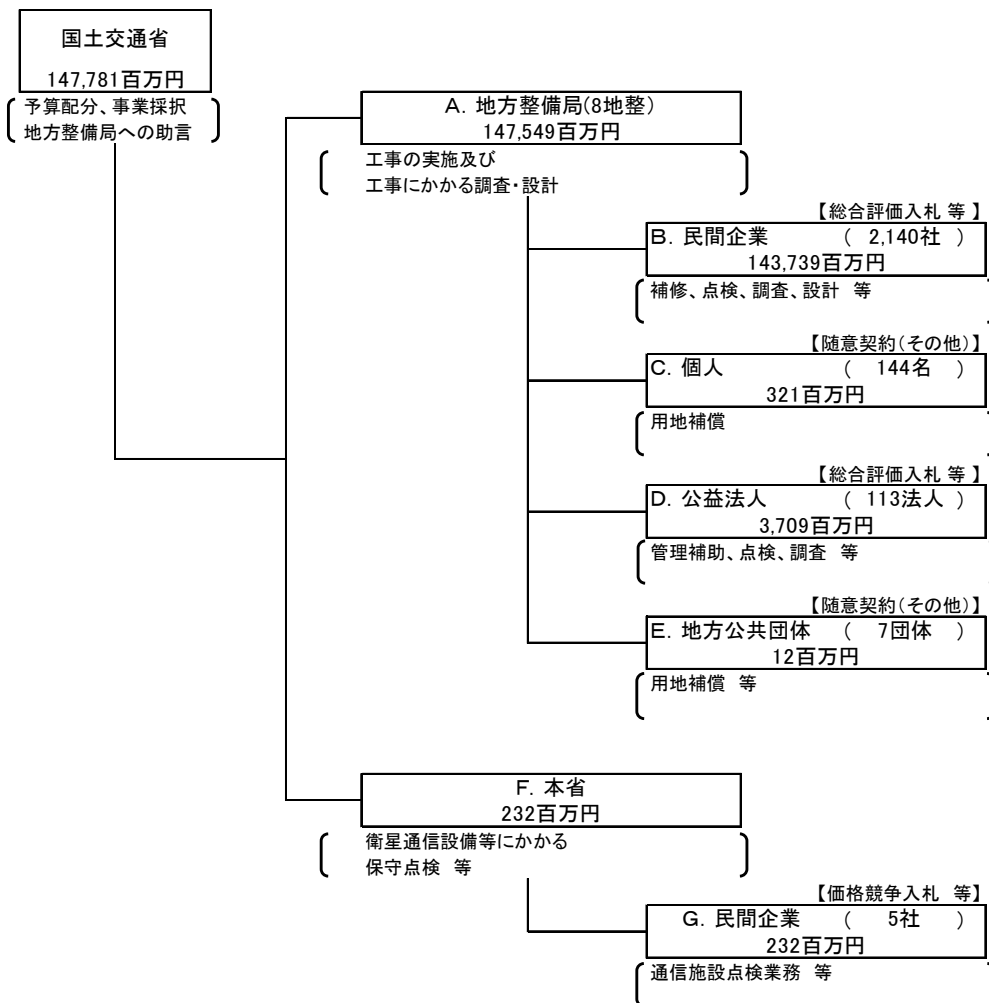 国土交通省
147,781百万円
予算配分、事業採択
地方整備局への助言
A. 地方整備局(8地整)
147,549百万円
工事の実施及び
工事にかかる調査・設計
【総合評価入札 等】
B. 民間企業 ( 2,140社 )
143,739百万円
補修、点検、調査、設計 等
【随意契約(その他)】
C. 個人 ( 144名 )
321百万円
用地補償
【総合評価入札 等】
D. 公益法人 ( 113法人 )
3,709百万円
管理補助、点検、調査 等
【随意契約(その他)】
E. 地方公共団体 ( 7団体 )
12百万円
用地補償 等
F. 本省
232百万円
衛星通信設備等にかかる
保守点検 等
【価格競争入札 等】
G. 民間企業 ( 5社 )
232百万円
通信施設点検業務 等